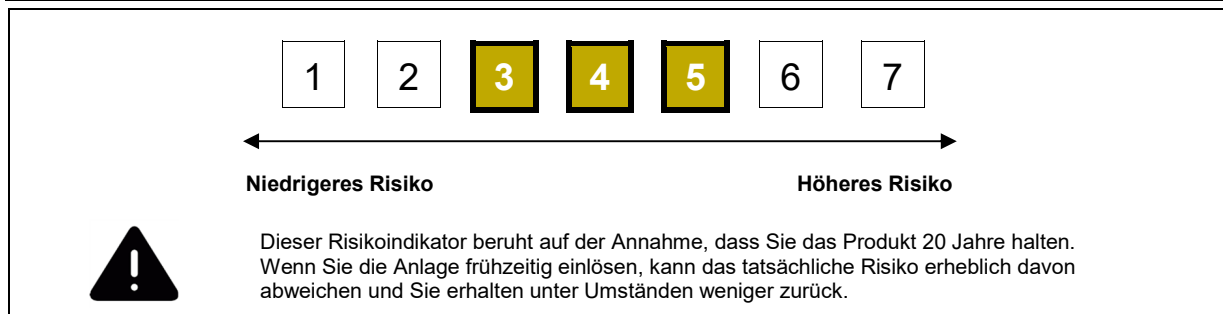 1 2 3 4 5 6 7
Niedrigeres Risiko Höheres Risiko
Dieser Risikoindikator beruht auf der Annahme, dass Sie das Produkt 20 Jahre halten.
Wenn Sie die Anlage frühzeitig einlösen, kann das tatsächliche Risiko erheblich davon
abweichen und Sie erhalten unter Umständen weniger zurück.